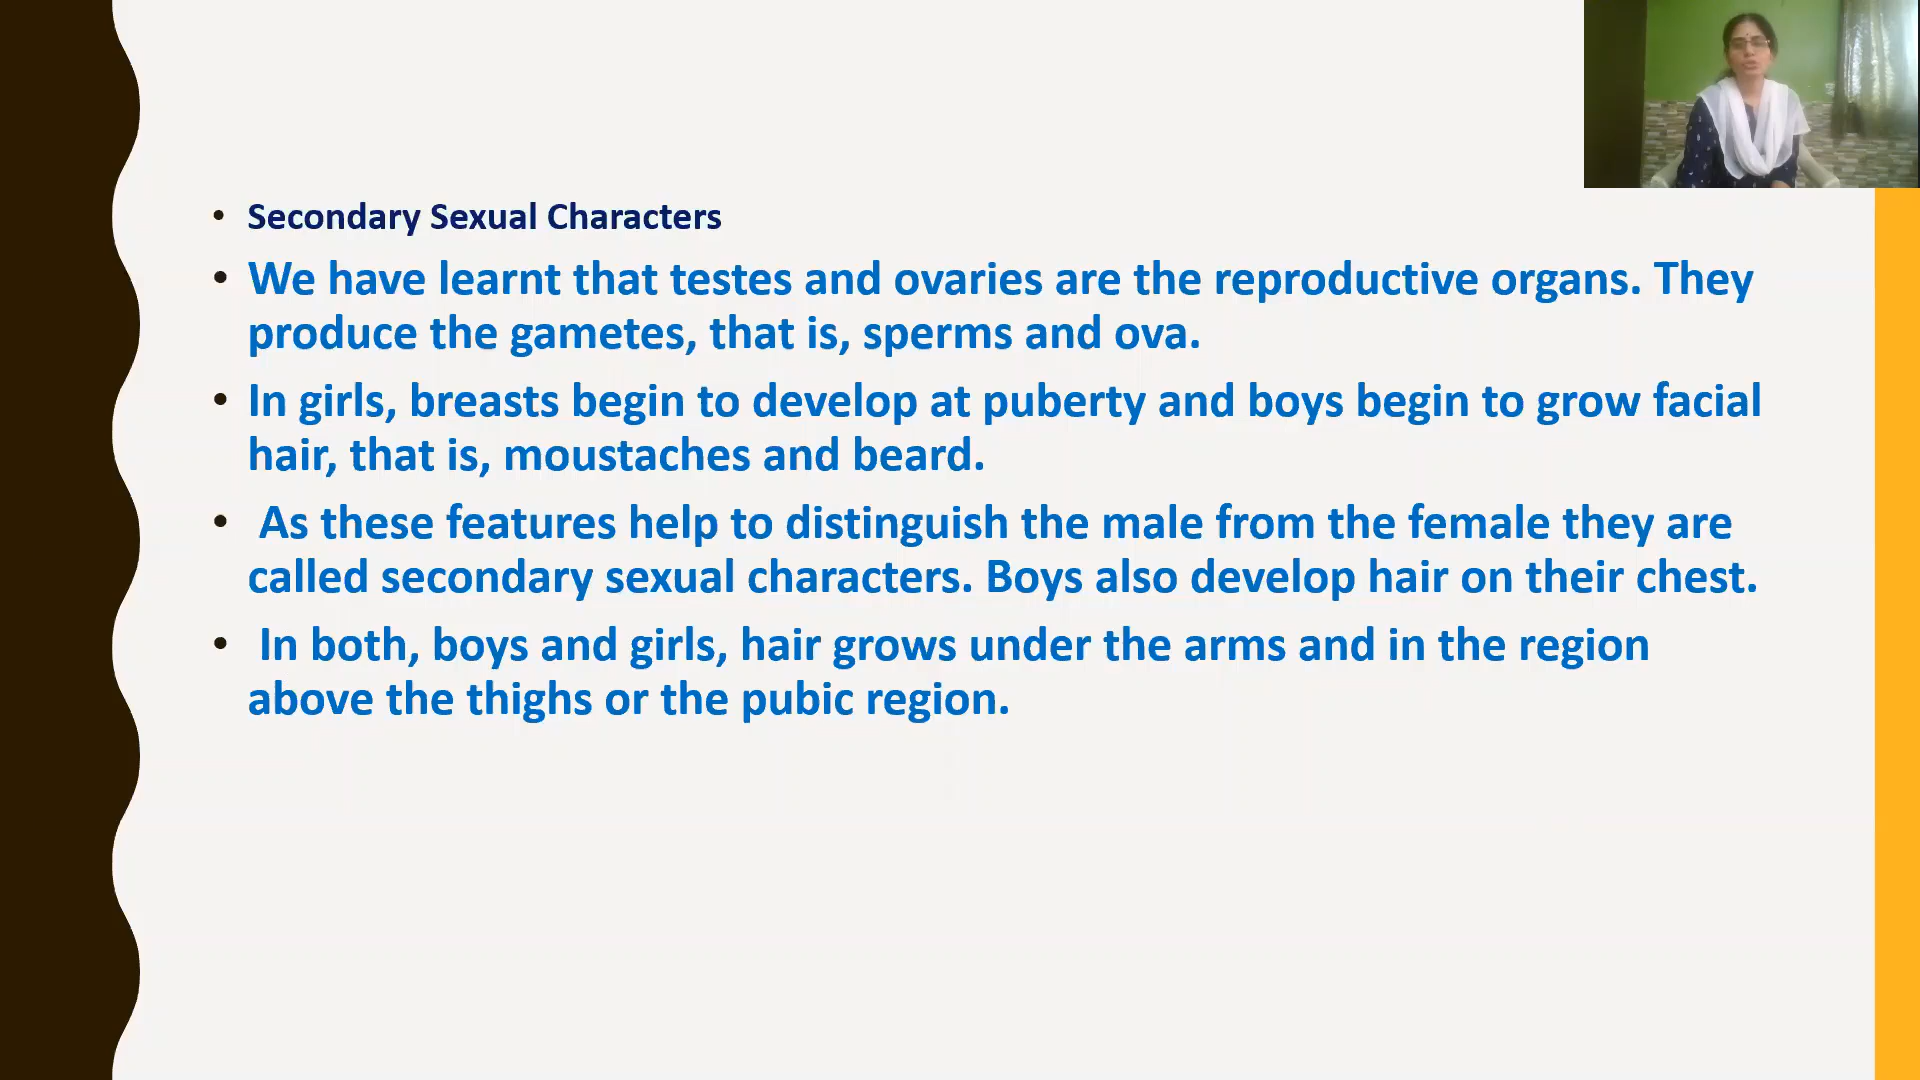 • Secondary Sexual Characters
• We have learnt that testes and ovaries are the reproductive organs. They
produce the gametes, that is, sperms and ova.
• In girls, breasts begin to develop at puberty and boys begin to grow facial
hair, that is, moustaches and beard.
• As these features help to distinguish the male from the female they are
called secondary sexual characters. Boys also develop hair on their chest.
• In both, boys and girls, hair grows under the arms and in the region
above the thighs or the pubic region.